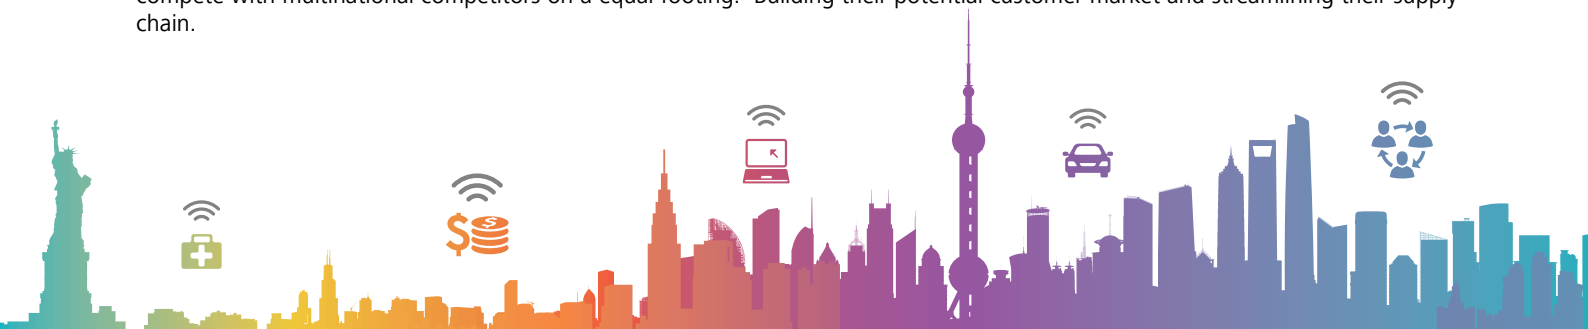 compete with multinational competitors on a equal footing. Building their potential customer market and streamlining their supply
chain.
$
$